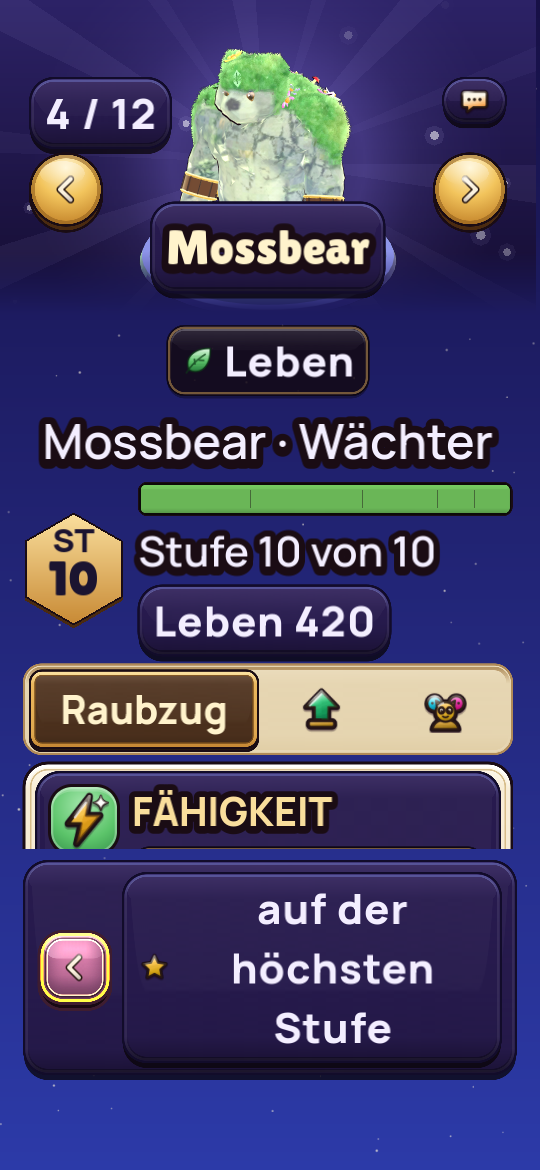 4 / 12
Mossbear
Leben
Mossbear · Wächter
ST
10
Stufe 10 von 10
Leben 420
Raubzug
FÄHIGKEIT
auf der
höchsten
Stufe